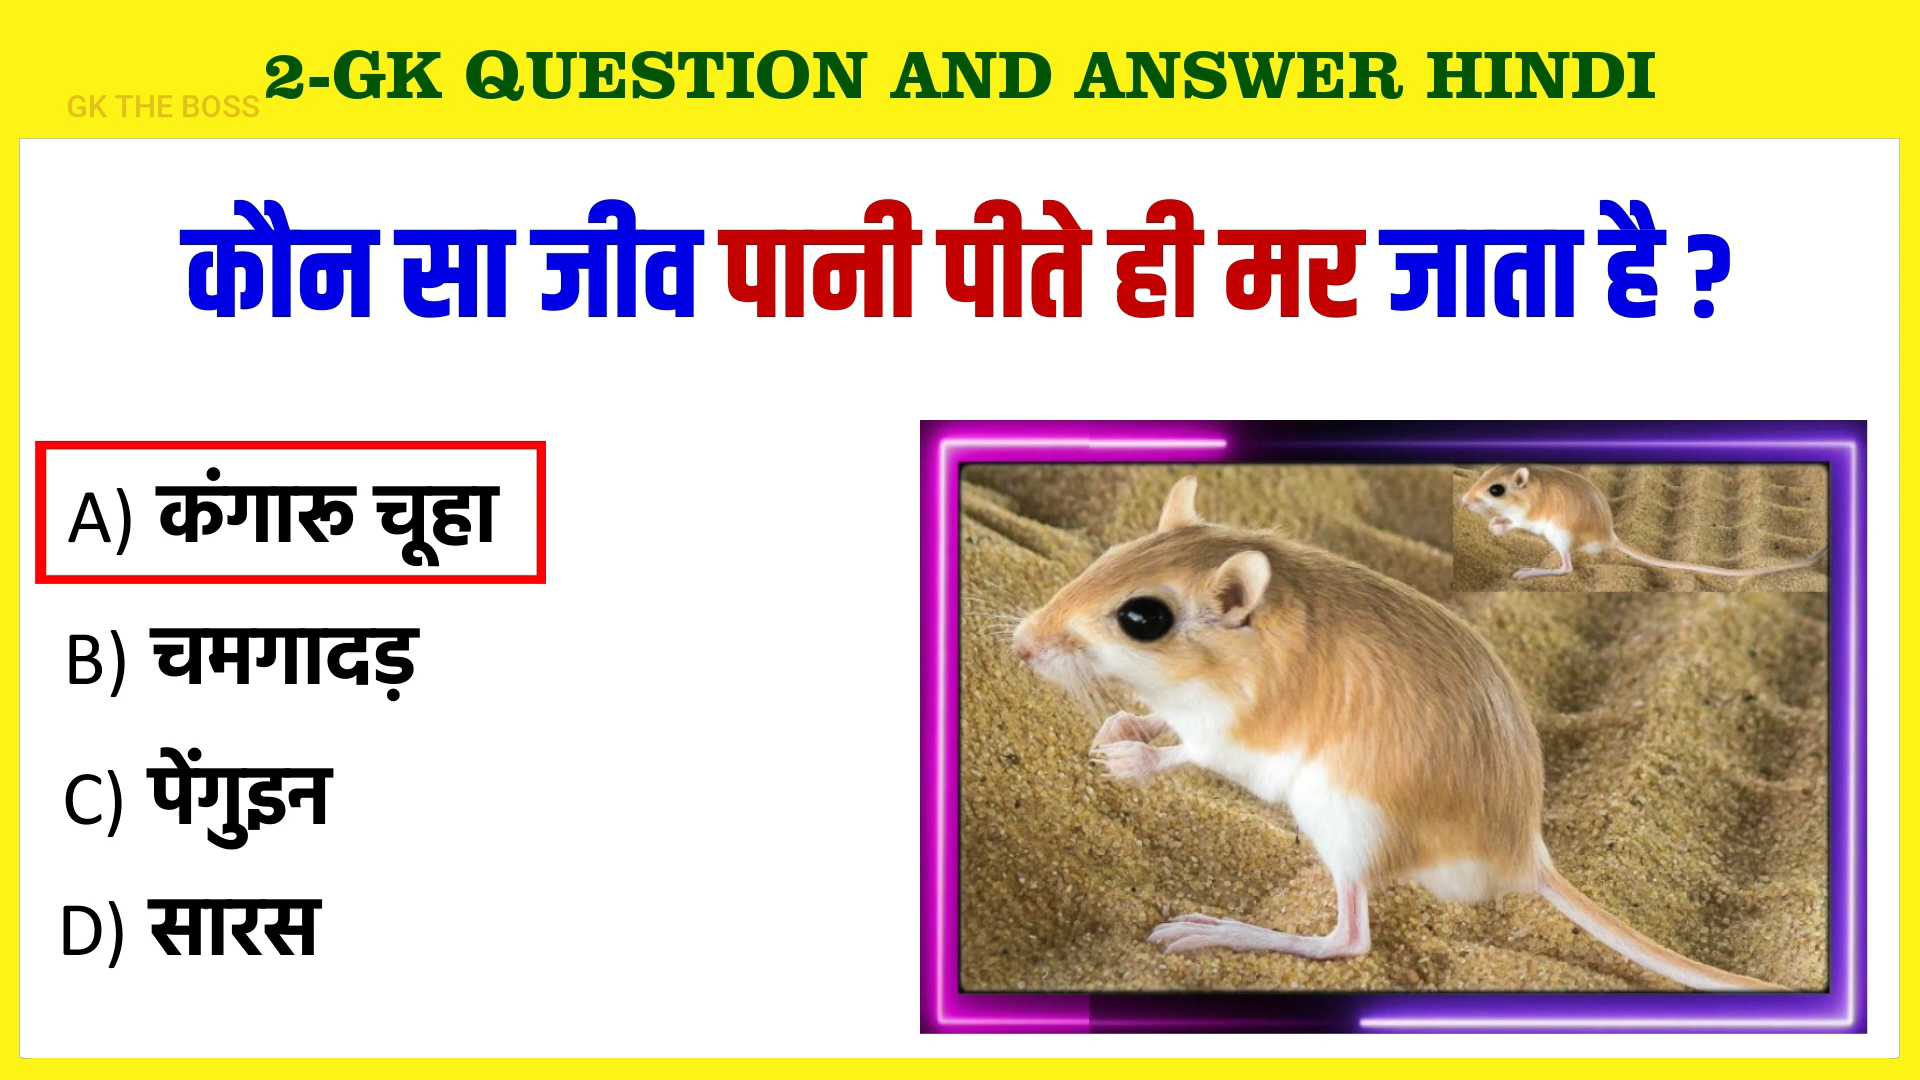 2-GK QUESTION AND ANSWER HINDI
GK THE BOSS
कौन सा जीव पानी पीते ही मर जाता है ?
A) कंगारू चूहा
B) चमगादड़
C) पेंगुइन
D) सारस